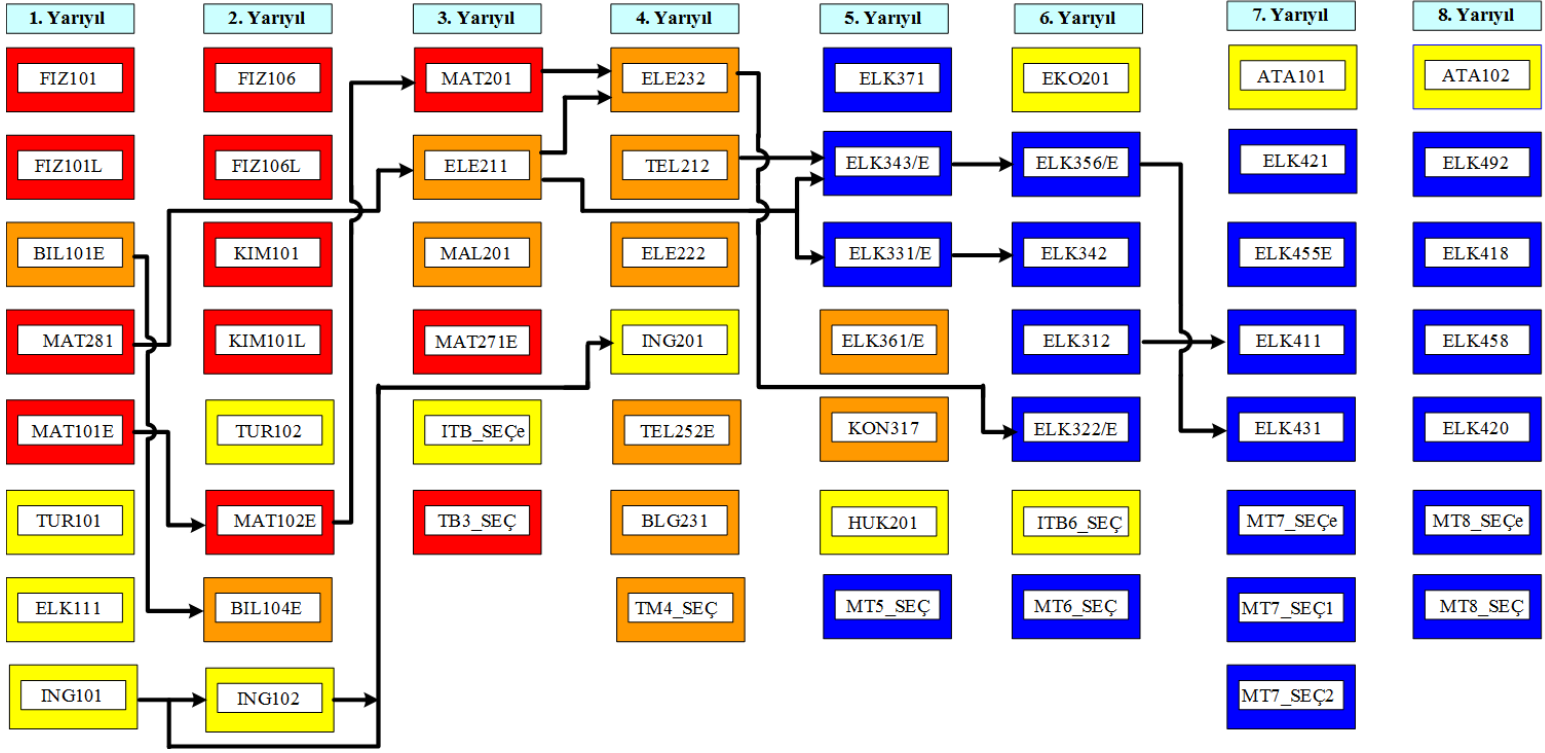 1. Yarıyıl
2. Yarıyıl
3. Yarıyıl
4. Yarıyıl
5. Yarıyıl
6. Yarıyıl
7. Yarıyıl
8. Yarıyıl
FIZ101
FIZ106
MAT201
ELE232
ELK371
EKO201
ATA101
ATA102
FIZ101L
FIZ106L
ELE211
TEL212
ELK343/E
ELK356/E
ELK421
ELK492
BIL101E
KIM101
MAL201
ELE222
ELK331/E
ELK342
ELK455E
ELK418
MAT281
KIM101L
MAT271E
ING201
ELK361/E
ELK312
ELK411
ELK458
MAT101E
TUR102
ITB_SEÇe
TEL252E
KON317
ELK322/E
ELK431
ELK420
TUR101
MAT102E
TB3_SEÇ
BLG231
HUK201
ITB6_SEÇ
MT7_SEÇe
MT8_SEÇe
ELK111
BIL104E
TM4_SEÇ
MT5_SEÇ
MT6_SEÇ
MT7_SEÇ1
MT8_SEÇ
ING101
ING102
MT7_SEÇ2